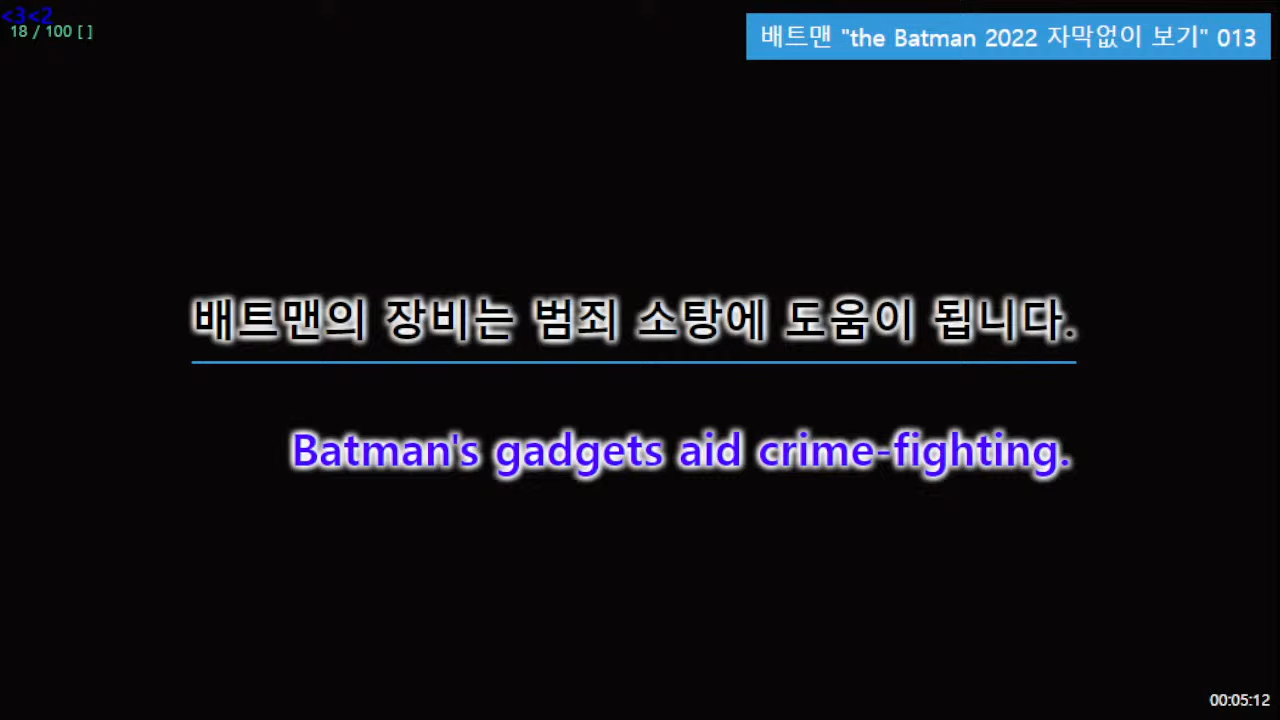 <3<2
18 / 100 [ ]
배트맨 "the Batman 2022 자막없이 보기" 013
배트맨의 장비는 범죄 소탕에 도움이 됩니다.
Batman's gadgets aid crime-fighting.
00:05:12